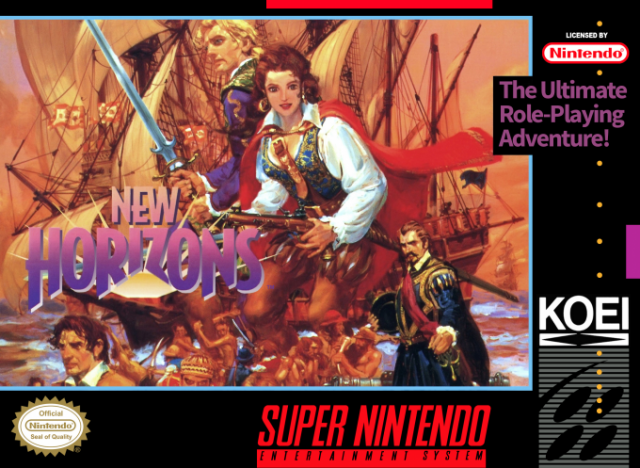 LICENSED BY
Nintendo
The Ultimate
Role-Playing
Adventure!
NEW
HORIZONS
KOEI
Official
Nintendo
Seal of Quality
SUPER NINTENDO
ENTERTAINMENT SYSTEM